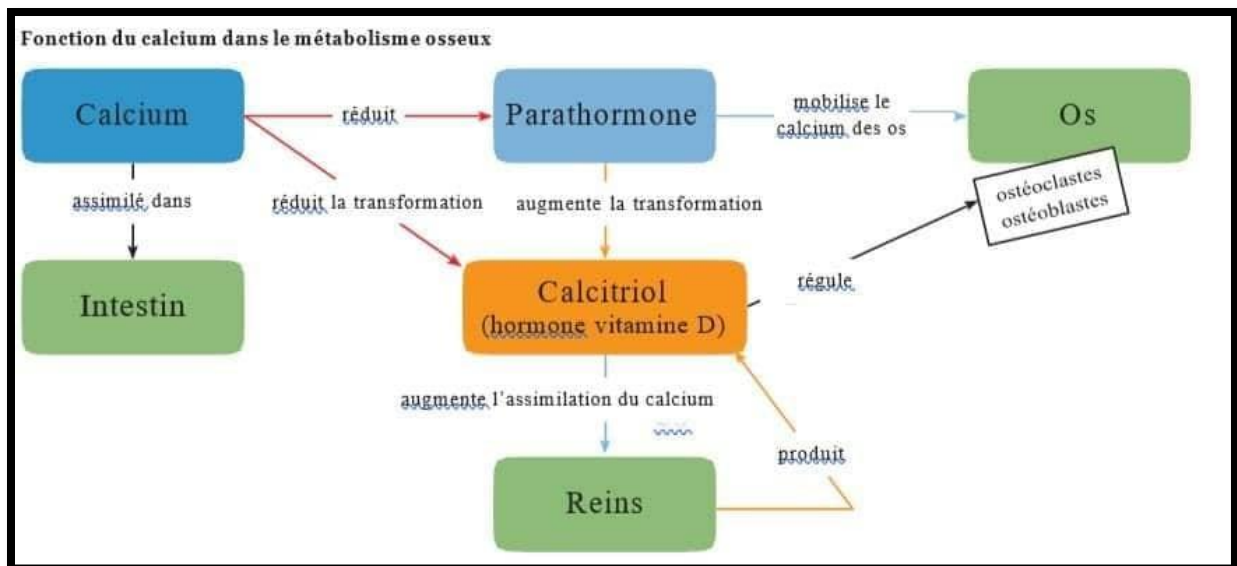 Fonction du calcium dans le métabolisme osseux
Calcium
réduit
Parathormone
mobilise le
calcium des os
Os
ostéoclastes
ostéoblastes
assimilé dans
réduit la transformation
augmente la transformation
régule
Intestin
Calcitriol
(hormone vitamine D)
augmente l'assimilation du calcium
produit
Reins